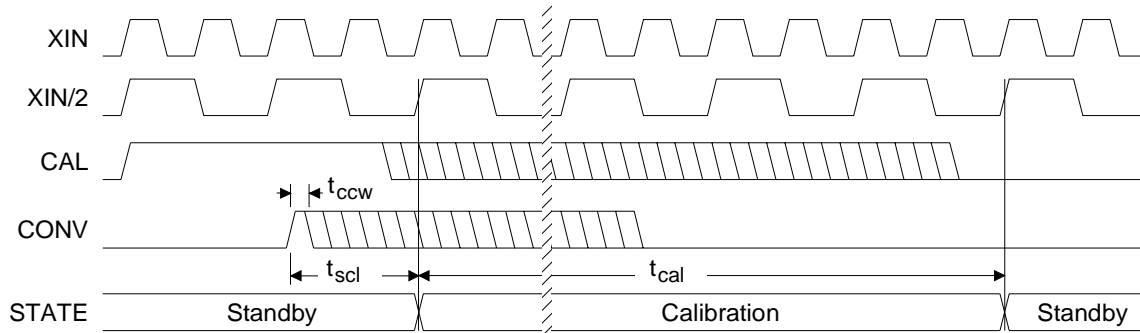 XIN
XIN/2
CAL
tccw
CONV
tscl
tcal
STATE
Standby
Calibration
Standby